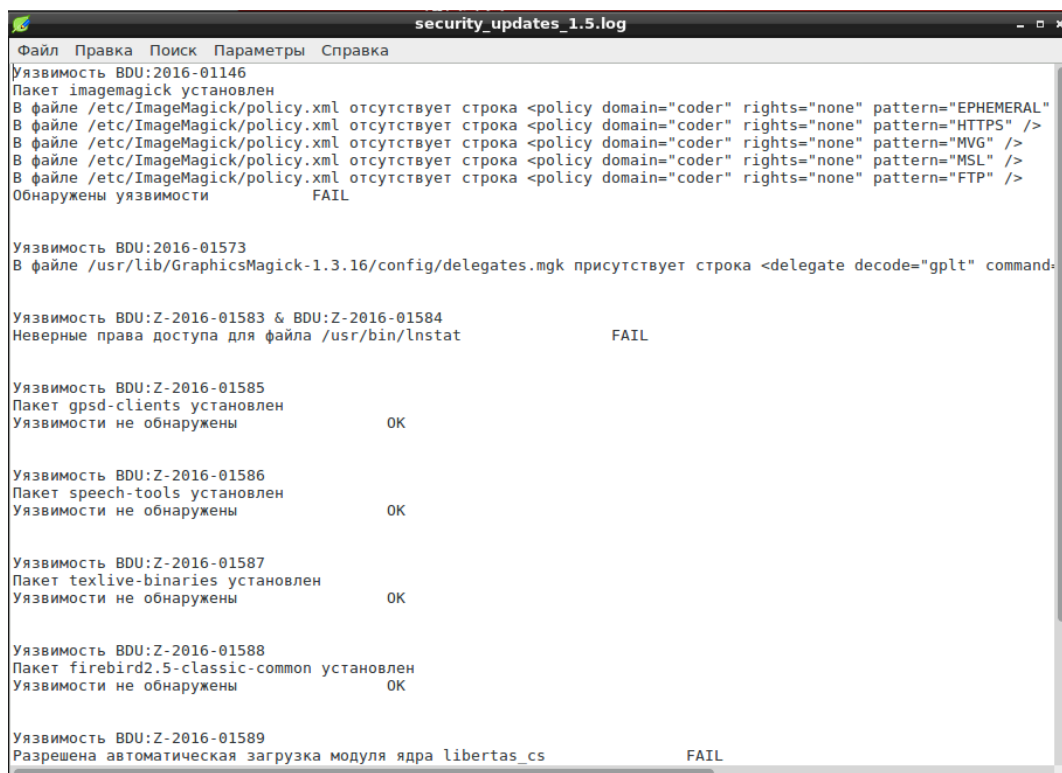 security_updates_1.5.log
Файл Правка Поиск Параметры Справка
Уязвимость BDU:2016-01146
Пакет imagemagick установлен
В файле /etc/ImageMagick/policy.xml отсутствует строка <policy domain="coder" rights="none" pattern="EPHEMERAL"
В файле /etc/ImageMagick/policy.xml отсутствует строка <policy domain="coder" rights="none" pattern="HTTPS" />
В файле /etc/ImageMagick/policy.xml отсутствует строка <policy domain="coder" rights="none" pattern="MVG" />
В файле /etc/ImageMagick/policy.xml отсутствует строка <policy domain="coder" rights="none" pattern="MSL" />
В файле /etc/ImageMagick/policy.xml отсутствует строка <policy domain="coder" rights="none" pattern="FTP" />
Обнаружены уязвимости FAIL
Уязвимость BDU:2016-01573
В файле /usr/lib/GraphicsMagick-1.3.16/config/delegates.mgk присутствует строка <delegate decode="gplt" command=
Уязвимость BDU:Z-2016-01583 & BDU:Z-2016-01584
Неверные права доступа для файла /usr/bin/lnstat FAIL
Уязвимость BDU:Z-2016-01585
Пакет gpsd-clients установлен
Уязвимости не обнаружены OK
Уязвимость BDU:Z-2016-01586
Пакет speech-tools установлен
Уязвимости не обнаружены OK
Уязвимость BDU:Z-2016-01587
Пакет texlive-binaries установлен
Уязвимости не обнаружены OK
Уязвимость BDU:Z-2016-01588
Пакет firebird2.5-classic-common установлен
Уязвимости не обнаружены OK
Уязвимость BDU:Z-2016-01589
Разрешена автоматическая загрузка модуля ядра libertas_cs FAIL